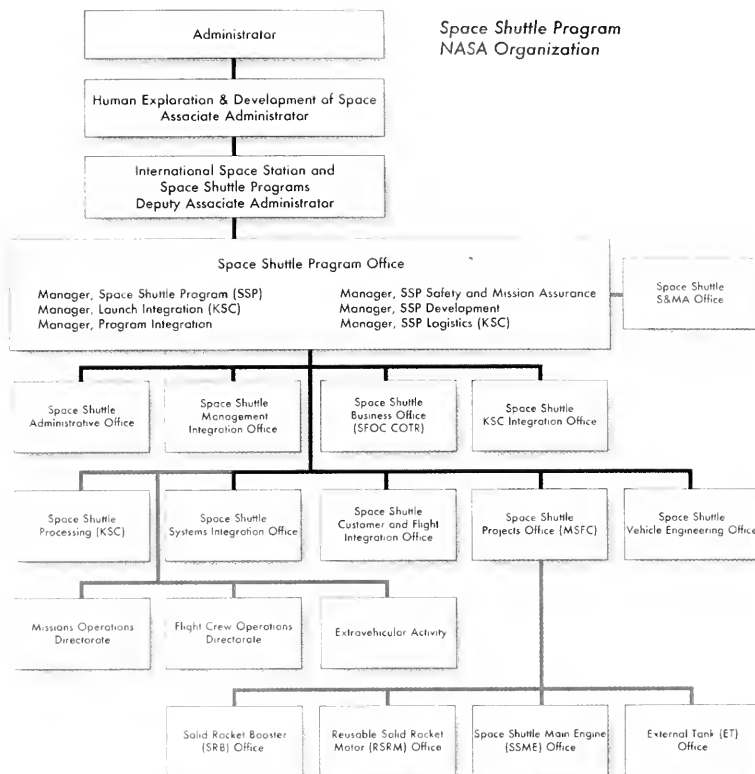 Space Shuttle Program
NASA Organization
Administrator
Human Exploration & Development of Space
Associate Administrator
International Space Station and
Space Shuttle Programs
Deputy Associate Administrator
Space Shuttle Program Office
Manager, Space Shuttle Program (SSP)
Manager, Launch Integration (KSC)
Manager, Program Integration
Manager, SSP Safety and Mission Assurance
Manager, SSP Development
Manager, SSP Logistics (KSC)
Space Shuttle
S&MA Office
Space Shuttle
Administrative Office
Space Shuttle
Management
Integration Office
Space Shuttle
Business Office
(SFOC COTR)
Space Shuttle
KSC Integration Office
Space Shuttle
Processing (KSC)
Space Shuttle
Systems Integration Office
Space Shuttle
Customer and Flight
Integration Office
Space Shuttle
Projects Office (MSFC)
Space Shuttle
Vehicle Engineering Office
Missions Operations
Directorate
Flight Crew Operations
Directorate
Extravehicular Activity
Solid Rocket Booster
(SRB) Office
Reusable Solid Rocket
Motor (RSRM) Office
Space Shuttle Main Engine
(SSME) Office
External Tank (ET)
Office